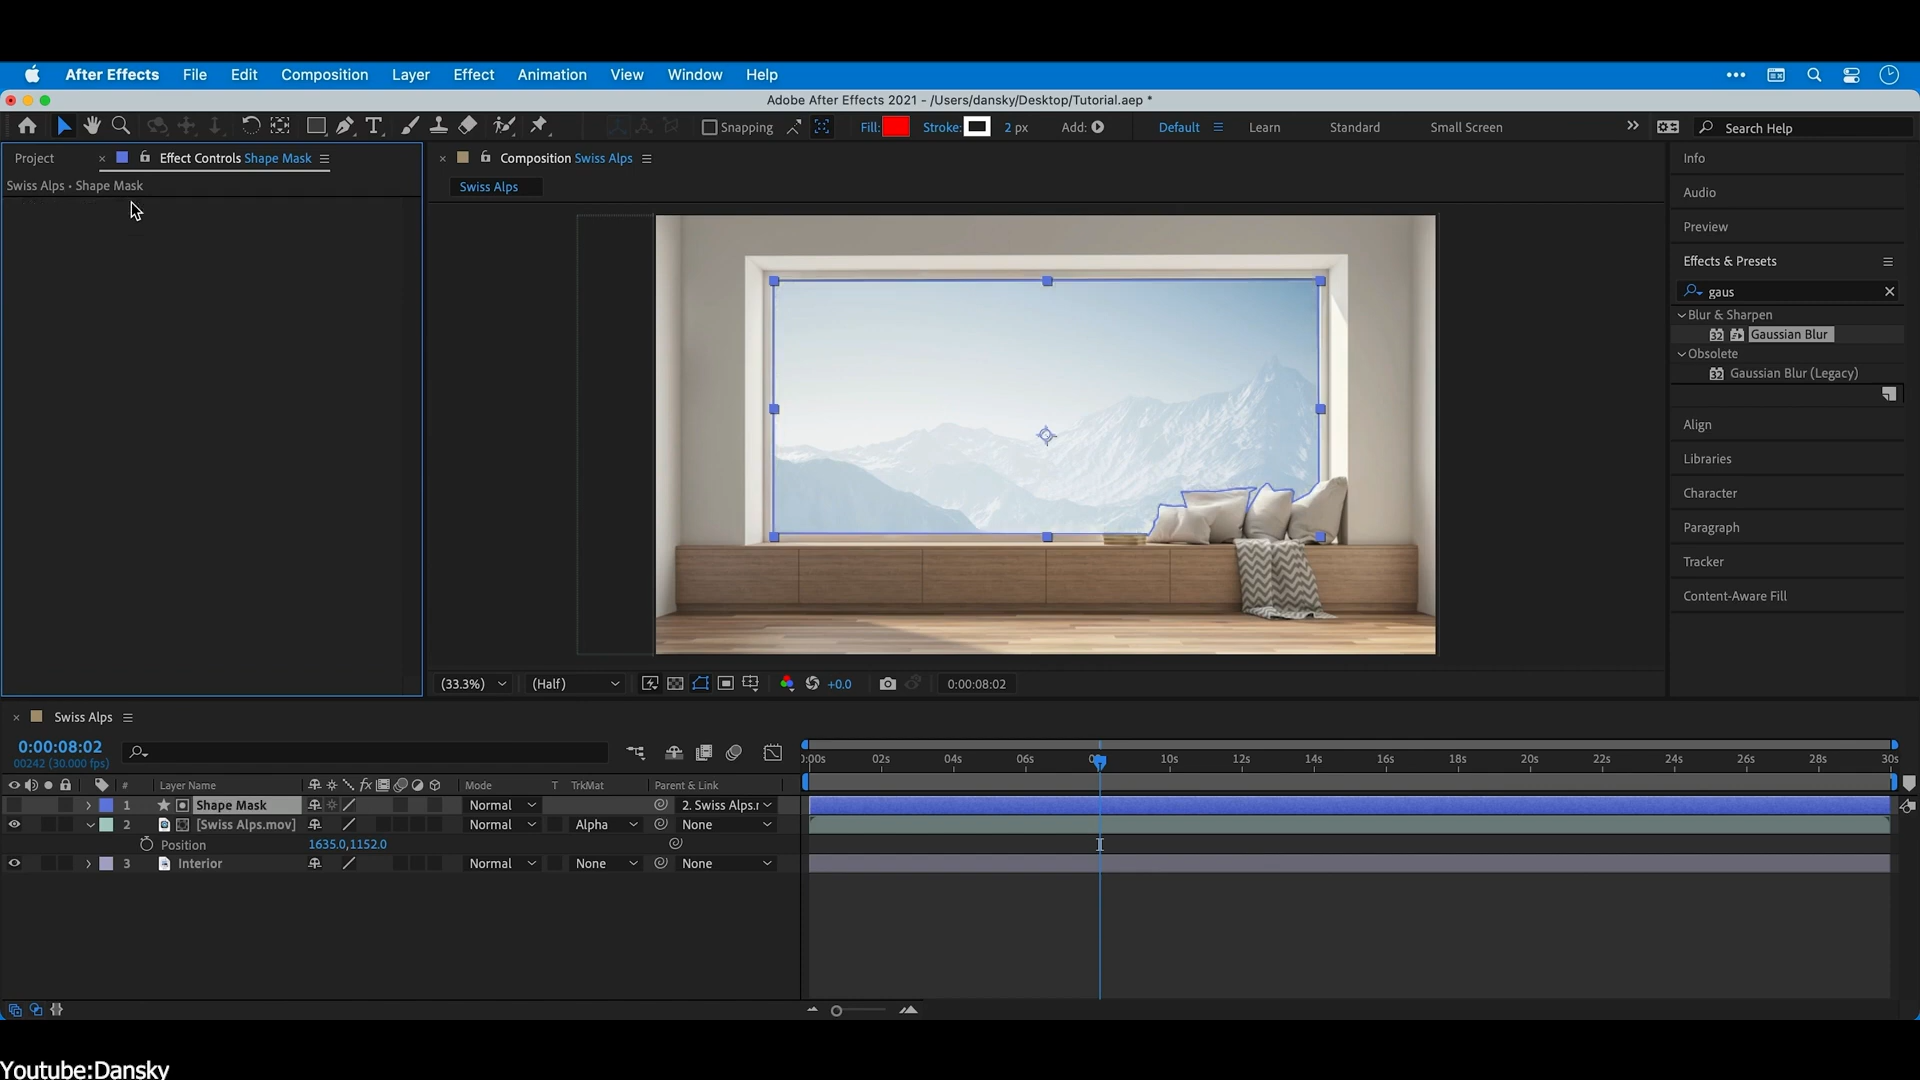 After Effects File Edit Composition Layer Effect Animation View Window Help
Adobe After Effects 2021 - /Users/dansky/Desktop/Tutorial.aep *
Snapping Fill: Stroke: 2 px Add: Default Learn Standard Small Screen Search Help
Project Effect Controls Shape Mask
Swiss Alps • Shape Mask
Composition Swiss Alps
Swiss Alps
Info
Audio
Preview
Effects & Presets
gaus
Blur & Sharpen
32 Gaussian Blur
Obsolete
32 Gaussian Blur (Legacy)
Align
Libraries
Character
Paragraph
Tracker
Content-Aware Fill
(33.3%) (Half) +0.0 0:00:08:02
Swiss Alps
0:00:08:02
00242 (30.000 fps)
:00s 02s 04s 06s 10s 12s 14s 16s 18s 20s 22s 24s 26s 28s 30s
# Layer Name fx Mode T TrkMat Parent & Link
1 Shape Mask Normal 2. Swiss Alps.r
2 [Swiss Alps.mov] Normal Alpha None
Position 1635.0,1152.0
3 Interior Normal None None
Youtube:Dansky